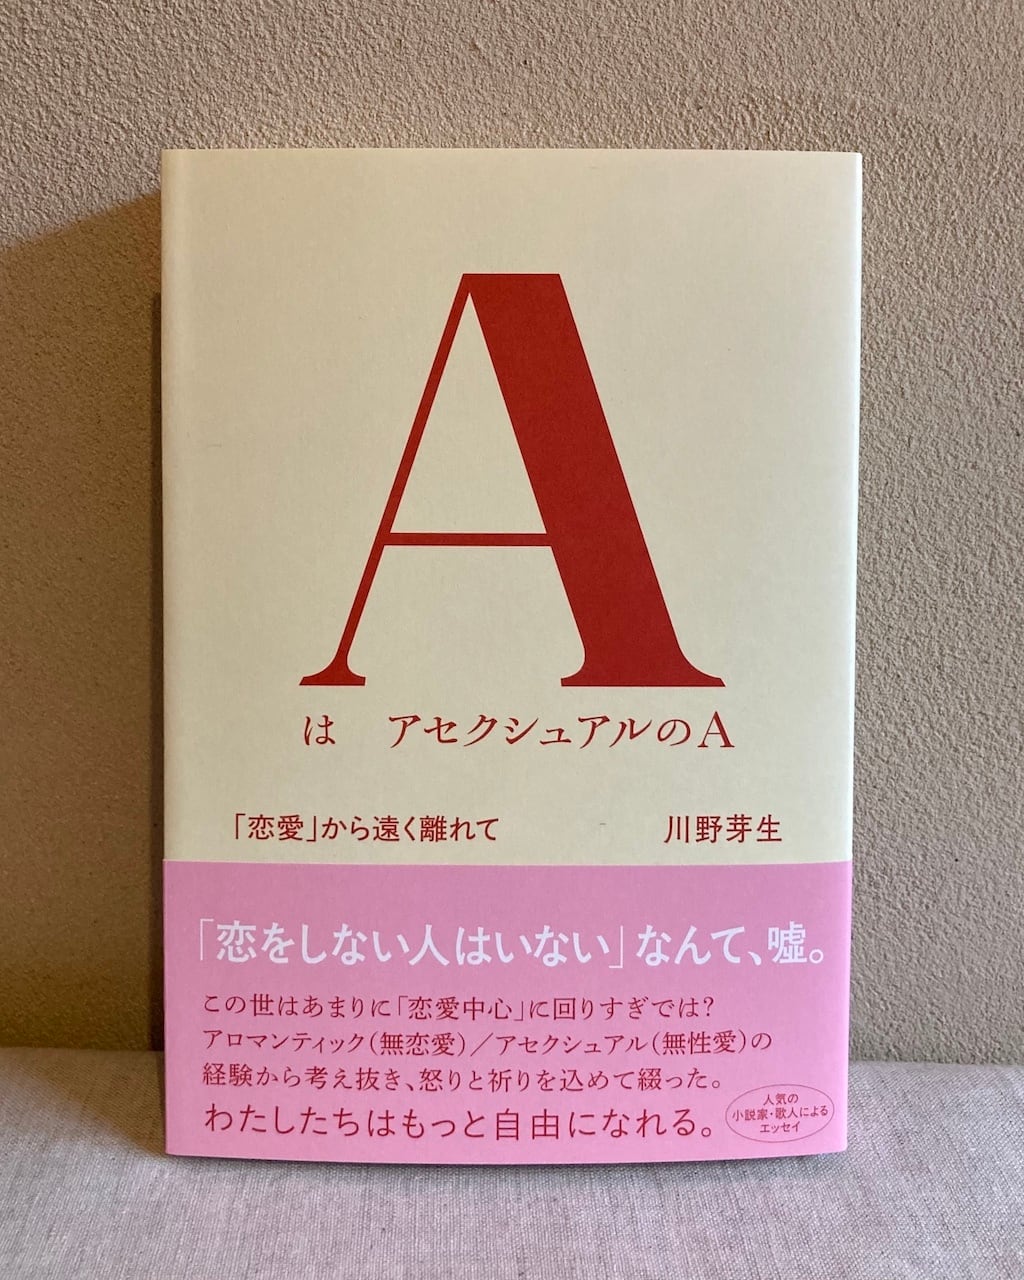 A
は アセクシュアルのA
「恋愛」から遠く離れて
川野芽生
「恋をしない人はいない」なんて、嘘。
この世はあまりに「恋愛中心」に回りすぎでは?
アロマンティック(無恋愛)/アセクシュアル(無性愛)の
経験から考え抜き、怒りと祈りを込めて綴った。
わたしたちはもっと自由になれる。
人気の
小説家・歌人による
エッセイ